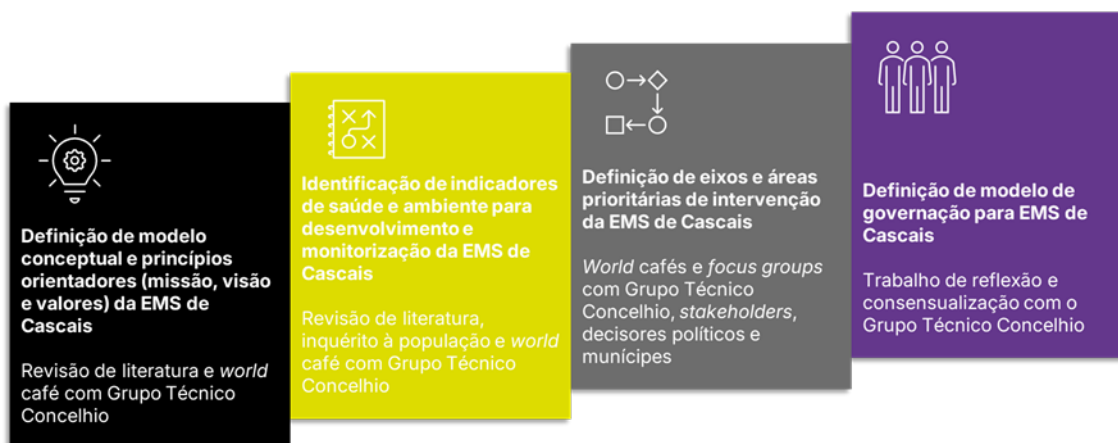 Definição de modelo
conceptual e princípios
orientadores (missão, visão
e valores) da EMS de
Cascais
Revisão de literatura e world
café com Grupo Técnico
Concelhio
Identificação de indicadores
de saúde e ambiente para
desenvolvimento e
monitorização da EMS de
Cascais
Revisão de literatura,
inquérito à população e world
café com Grupo Técnico
Concelhio
Definição de eixos e áreas
prioritárias de intervenção
da EMS de Cascais
World cafés e focus groups
com Grupo Técnico
Concelhio, stakeholders,
decisores políticos e
munícipes
Definição de modelo de
governação para EMS de
Cascais
Trabalho de reflexão e
consensualização com o
Grupo Técnico Concelhio